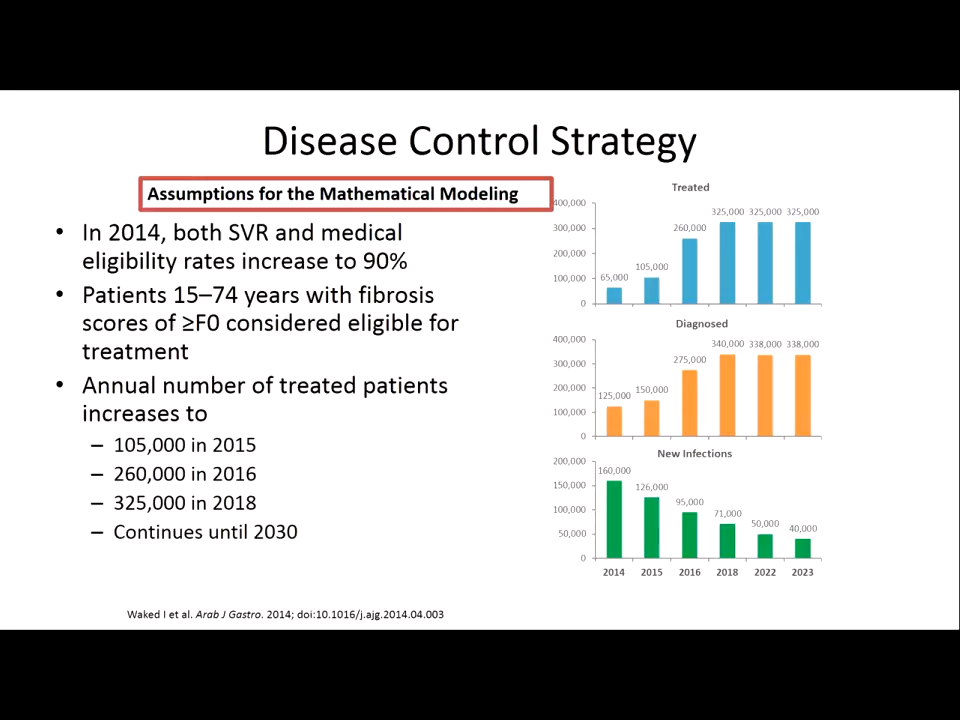 Disease Control Strategy
Assumptions for the Mathematical Modeling
• In 2014, both SVR and medical
eligibility rates increase to 90%
• Patients 15–74 years with fibrosis
scores of ≥F0 considered eligible for
treatment
• Annual number of treated patients
increases to
– 105,000 in 2015
– 260,000 in 2016
– 325,000 in 2018
– Continues until 2030
Treated
400,000
300,000
200,000
100,000
0
65,000
105,000
260,000
325,000
325,000
325,000
Diagnosed
400,000
300,000
200,000
100,000
0
125,000
150,000
275,000
340,000
338,000
338,000
New Infections
200,000
150,000
100,000
50,000
0
160,000
126,000
95,000
71,000
50,000
40,000
2014 2015 2016 2018 2022 2023
Waked I et al. Arab J Gastro. 2014; doi:10.1016/j.ajg.2014.04.003